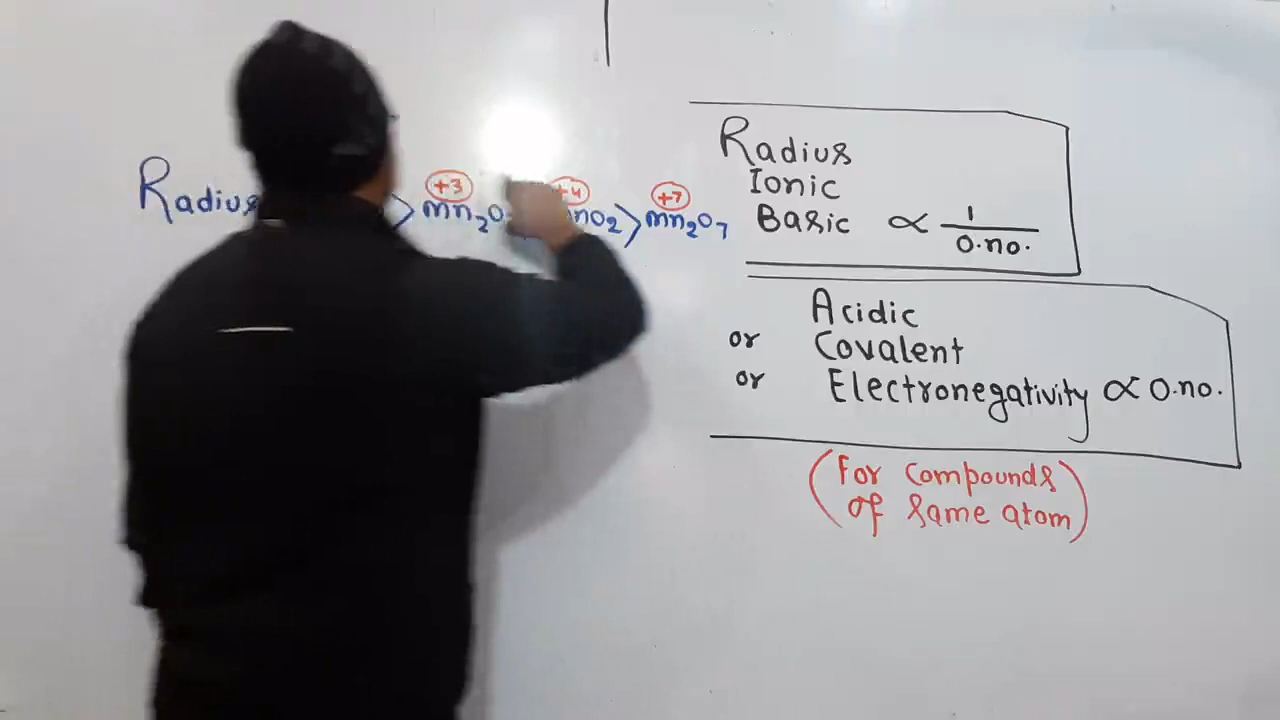 +3 +4 +7
Radius > mn2O > nO2 > mn2O7
Radius
Ionic
Basic ∝ 1/O.no.
Acidic
or Covalent
or Electronegativity ∝ O.no.
(For Compounds
of same atom)